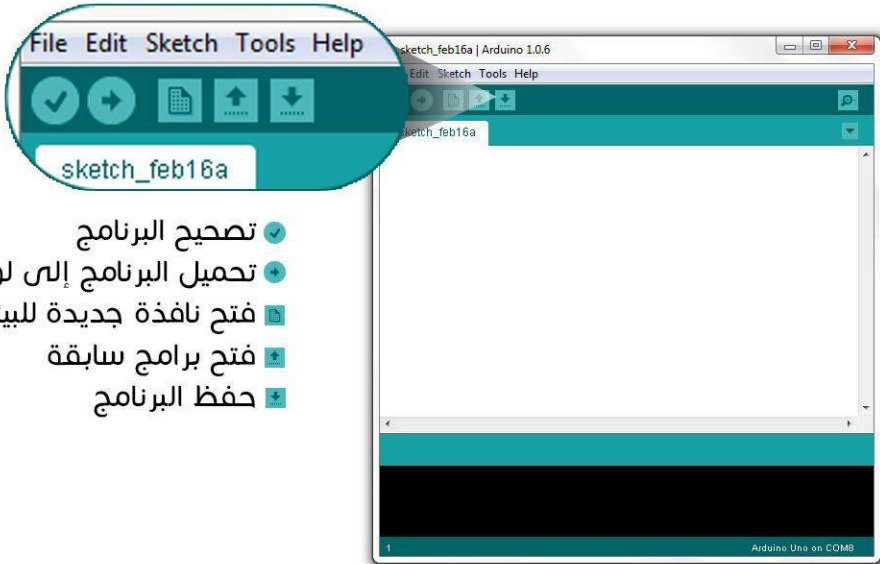 File Edit Sketch Tools Help
sketch_feb16a
sketch_feb16a | Arduino 1.0.6
Edit Sketch Tools Help
sketch_feb16a
تصحيح البرنامج
تحميل البرنامج إلى
فتح نافذة جديدة
فتح برامج سابقة
حفظ البرنامج
1
Arduino Uno on COM8